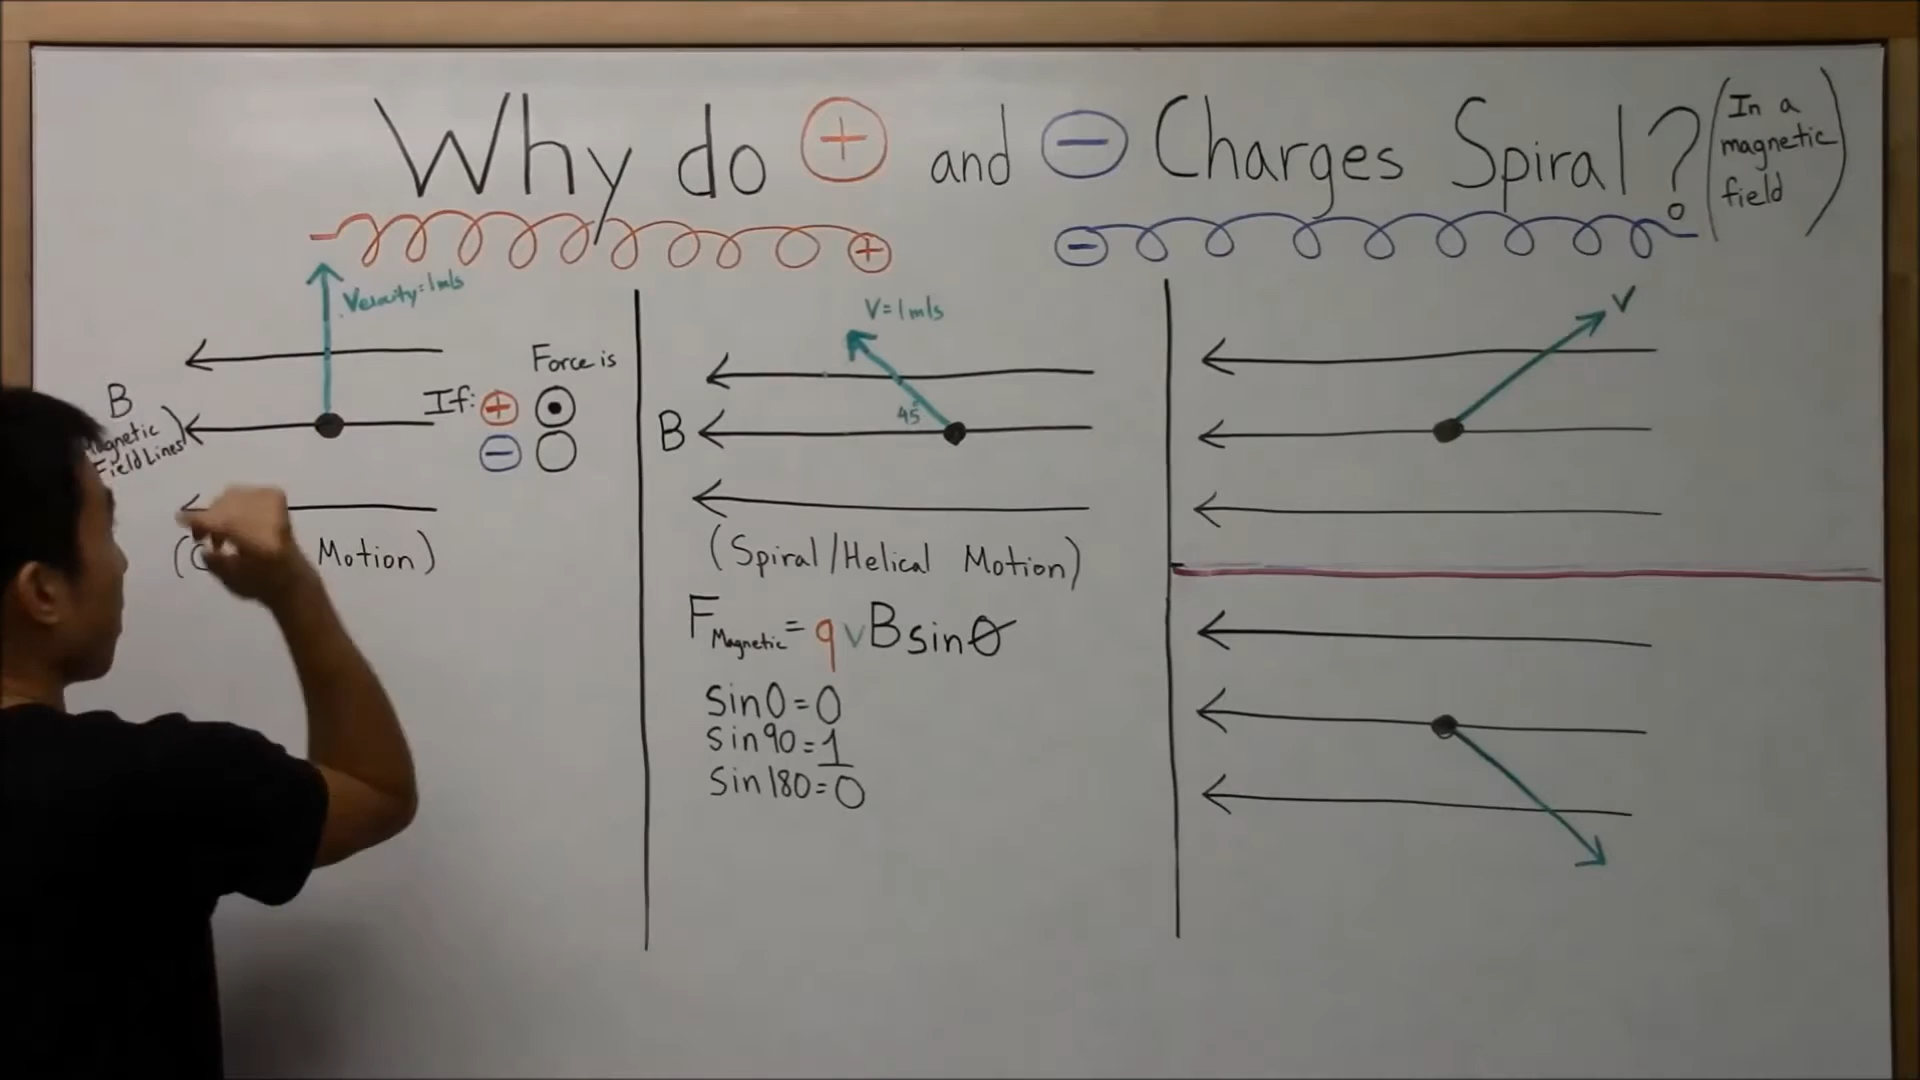 Why do + and − Charges Spiral?
(In a
magnetic
field)
+
−
Velocity=1m/s
B
Magnetic
Field Lines)
Force is
If: +
−
(C Motion)
V=1m/s
45°
B
(Spiral/Helical Motion)
F Magnetic = qvBsinθ
sin0=0
sin90=1
sin180=0
V